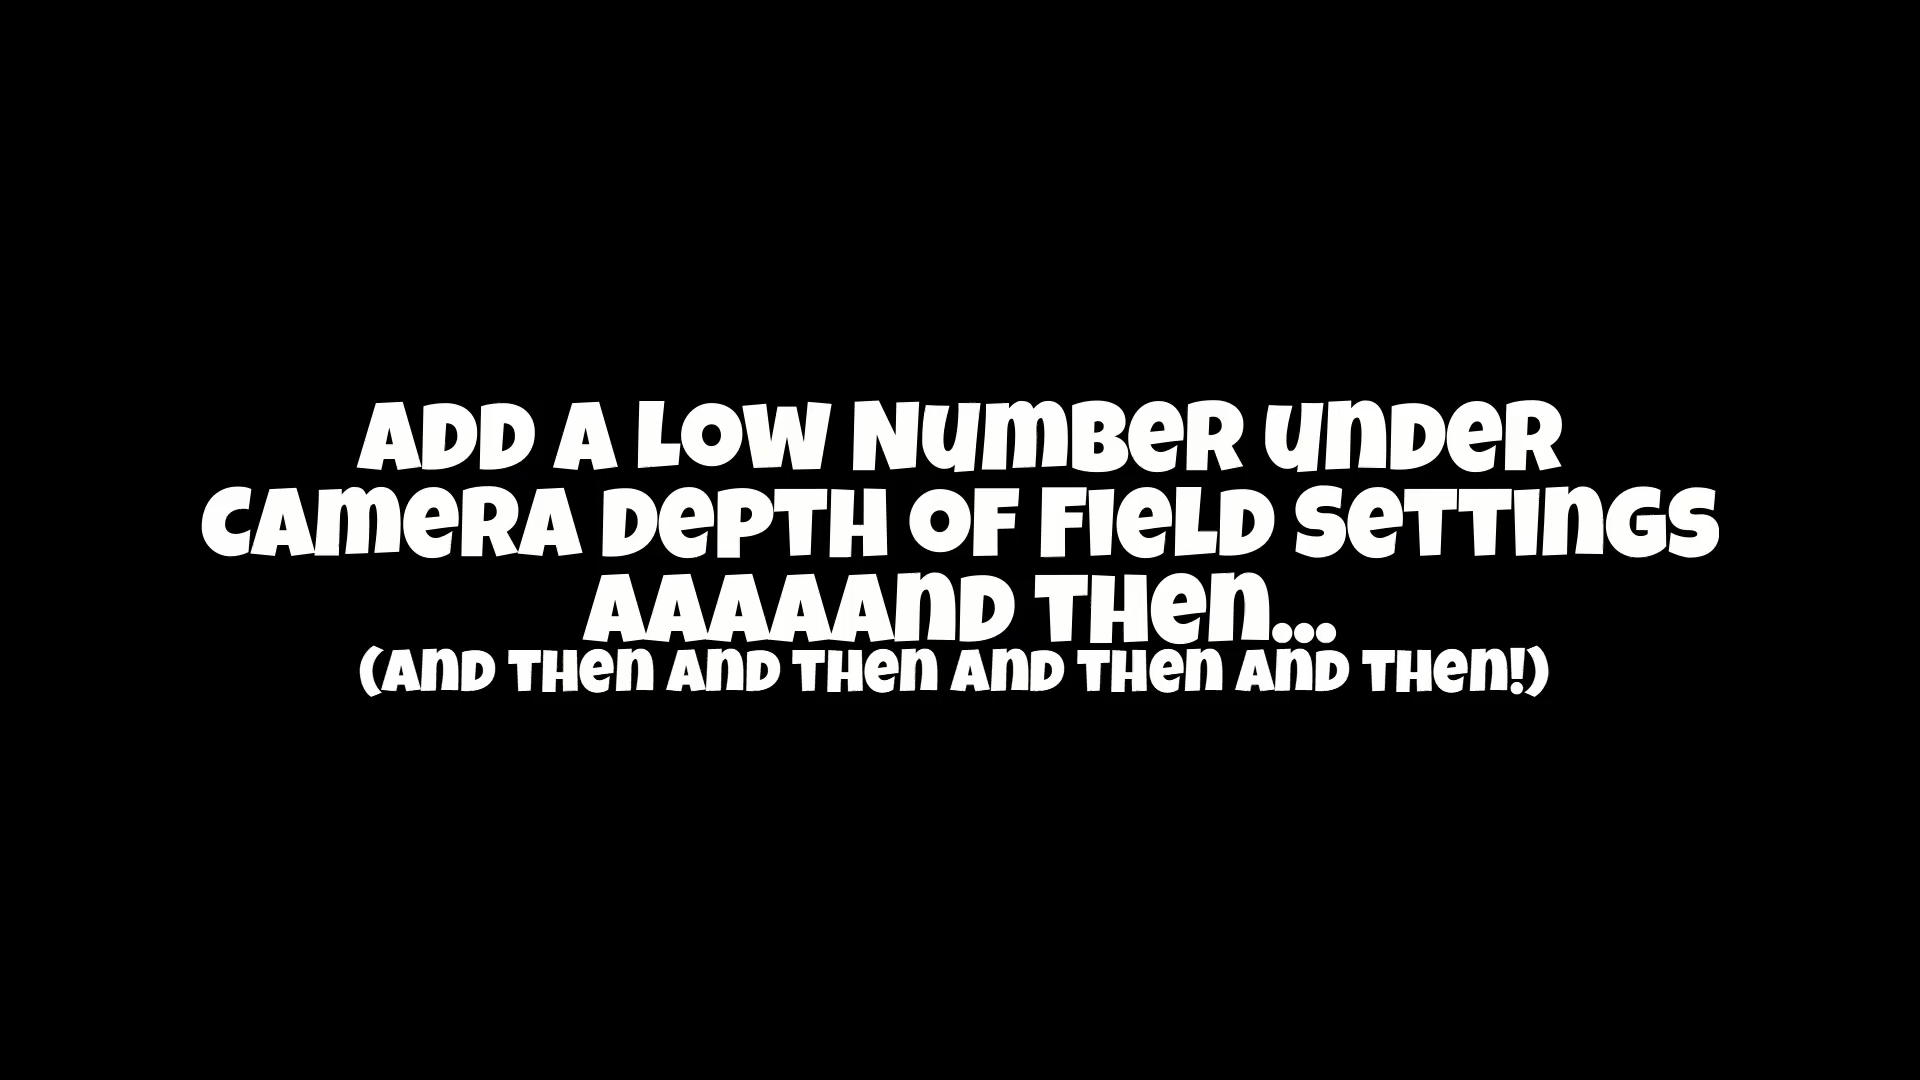 ADD A LOW NUMBER UNDER
CAMERA DEPTH OF FIELD SETTINGS
AAAAAND THEN...
(AND THEN AND THEN AND THEN AND THEN!)